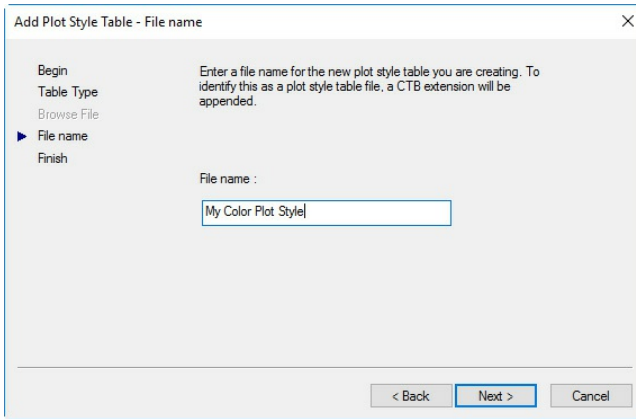 Add Plot Style Table - File name
Begin
Table Type
Browse File
File name
Finish
Enter a file name for the new plot style table you are creating. To
identify this as a plot style table file, a CTB extension will be
appended.
File name :
My Color Plot Style
< Back
Next >
Cancel